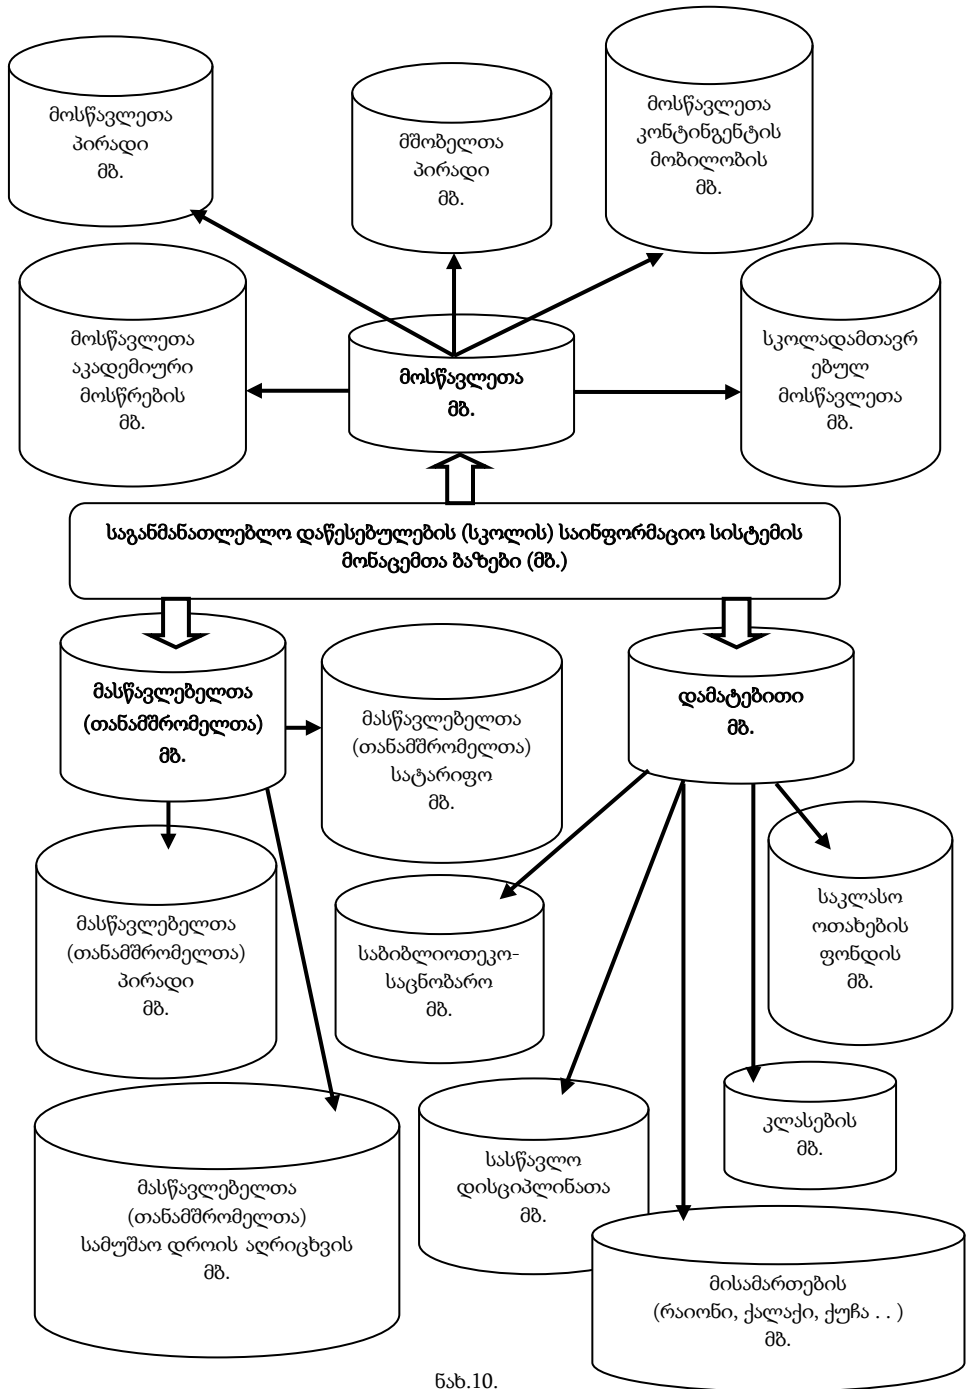 მოსწავლეთა
პირადი
მბ.
მშობელთა
პირადი
მბ.
მოსწავლეთა
კონტინგენტის
მობილობის
მბ.
მოსწავლეთა
აკადემიური
მოსწრების
მბ.
მოსწავლეთა
მბ.
სკოლადამთავრ
ებულ
მოსწავლეთა
მბ.
საგანმანათლებლო დაწესებულების (სკოლის) საინფორმაციო სისტემის
მონაცემთა ბაზები (მბ.)
მასწავლებელთა
(თანამშრომელთა)
მბ.
მასწავლებელთა
(თანამშრომელთა)
სატარიფო
მბ.
დამატებითი
მბ.
მასწავლებელთა
(თანამშრომელთა)
პირადი
მბ.
საბიბლიოთეკო-
საცნობარო
მბ.
საკლასო
ოთახების
ფონდის
მბ.
მასწავლებელთა
(თანამშრომელთა)
სამუშაო დროის აღრიცხვის
მბ.
სასწავლო
დისციპლინათა
მბ.
კლასების
მბ.
მისამართების
(რაიონი, ქალაქი, ქუჩა . . )
მბ.
ნახ.10.